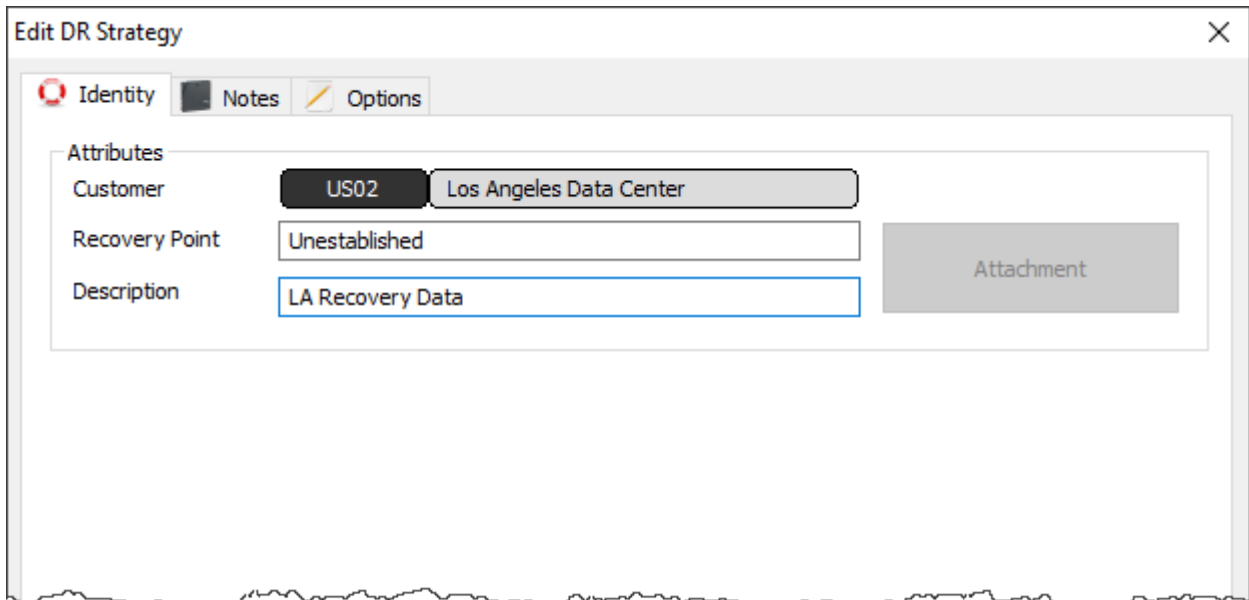 Edit DR Strategy
Identity Notes Options
Attributes
Customer US02 Los Angeles Data Center
Recovery Point Unestablished
Attachment
Description LA Recovery Data